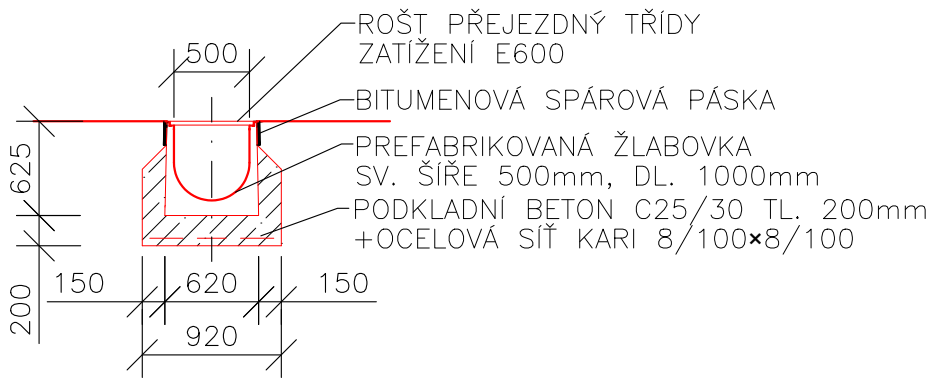 ROŠT PŘEJEZDNÝ TŘÍDY
ZATÍŽENÍ E600
500
BITUMENOVÁ SPÁROVÁ PÁSKA
PREFABRIKOVANÁ ŽLABOVKA
SV. ŠÍŘE 500mm, DL. 1000mm
PODKLADNÍ BETON C25/30 TL. 200mm
+OCELOVÁ SÍŤ KARI 8/100×8/100
625
200
150
620
150
920